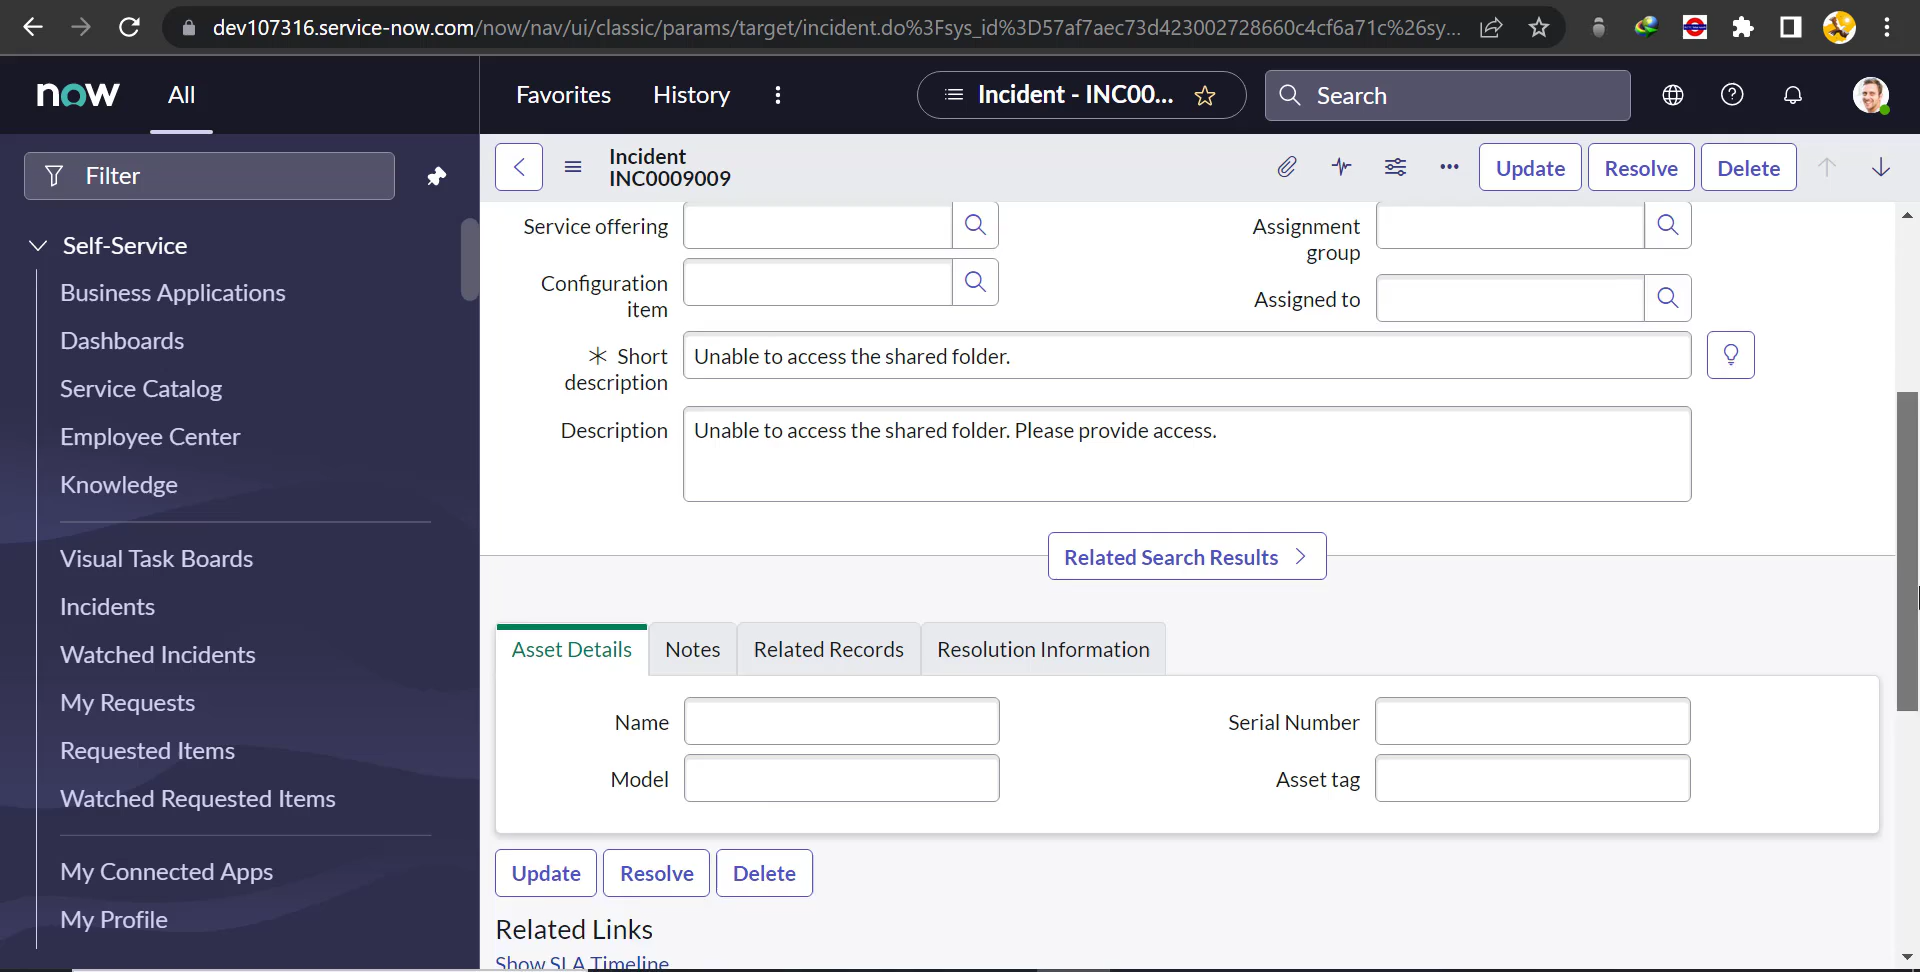 dev107316.service-now.com/now/nav/ui/classic/params/target/incident.do%3Fsys_id%3D57af7aec73d423002728660c4cf6a71c%26sy...
now
All
Favorites
History
Incident - INC00...
Search
Filter
Incident
INC0009009
Update
Resolve
Delete
Self-Service
Business Applications
Dashboards
Service Catalog
Employee Center
Knowledge
Visual Task Boards
Incidents
Watched Incidents
My Requests
Requested Items
Watched Requested Items
My Connected Apps
My Profile
Service offering
Assignment
group
Configuration
item
Assigned to
Short
description
Unable to access the shared folder.
Description
Unable to access the shared folder. Please provide access.
Related Search Results
Asset Details
Notes
Related Records
Resolution Information
Name
Serial Number
Model
Asset tag
Update
Resolve
Delete
Related Links
Show SLA Timeline